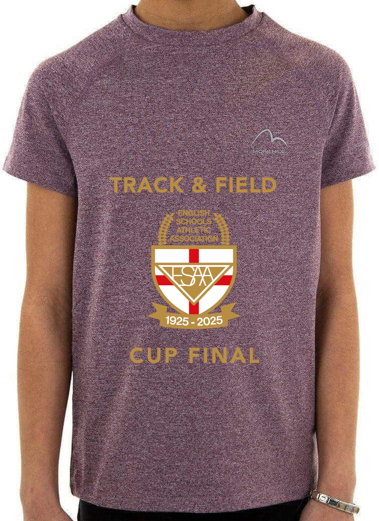 TRACK & FIELD
ENGLISH
SCHOOLS
ATHLETIC
ASSOCIATION
ESAA
1925 - 2025
CUP FINAL